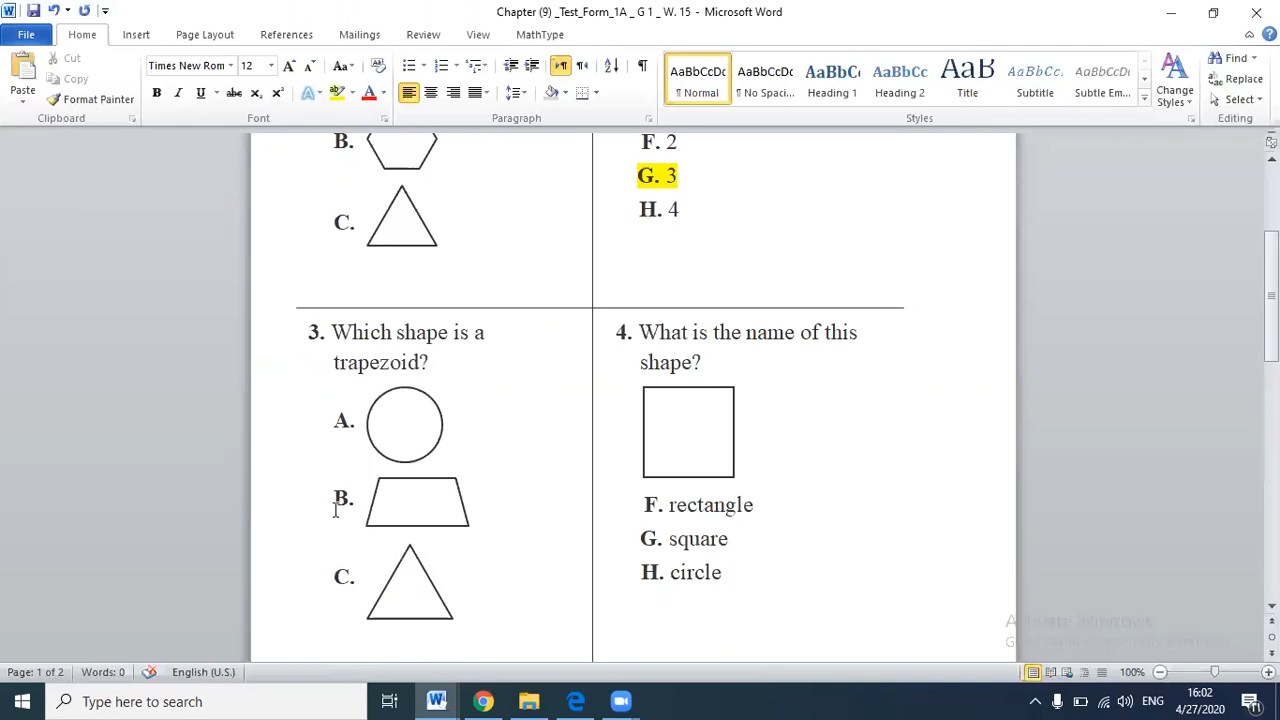 Chapter (9) _Test_Form_1A _ G 1 _ W. 15 - Microsoft Word
File Home Insert Page Layout References Mailings Review View MathType
Paste
Cut
Copy
Format Painter
Clipboard
Times New Rom 12
Font
Paragraph
AaBbCcDc AaBbCcDc AaBbC AaBbCc AaB AaBbCc. AaBbCcD
¶ Normal ¶ No Spaci... Heading 1 Heading 2 Title Subtitle Subtle Em...
Change Styles
Styles
Find
Replace
Select
Editing
B.
C.
F. 2
G. 3
H. 4
3. Which shape is a
trapezoid?
A.
B.
C.
4. What is the name of this
shape?
F. rectangle
G. square
H. circle
Activate Windows
Page: 1 of 2 Words: 0 English (U.S.) 100%
Type here to search
ENG
16:02
4/27/2020